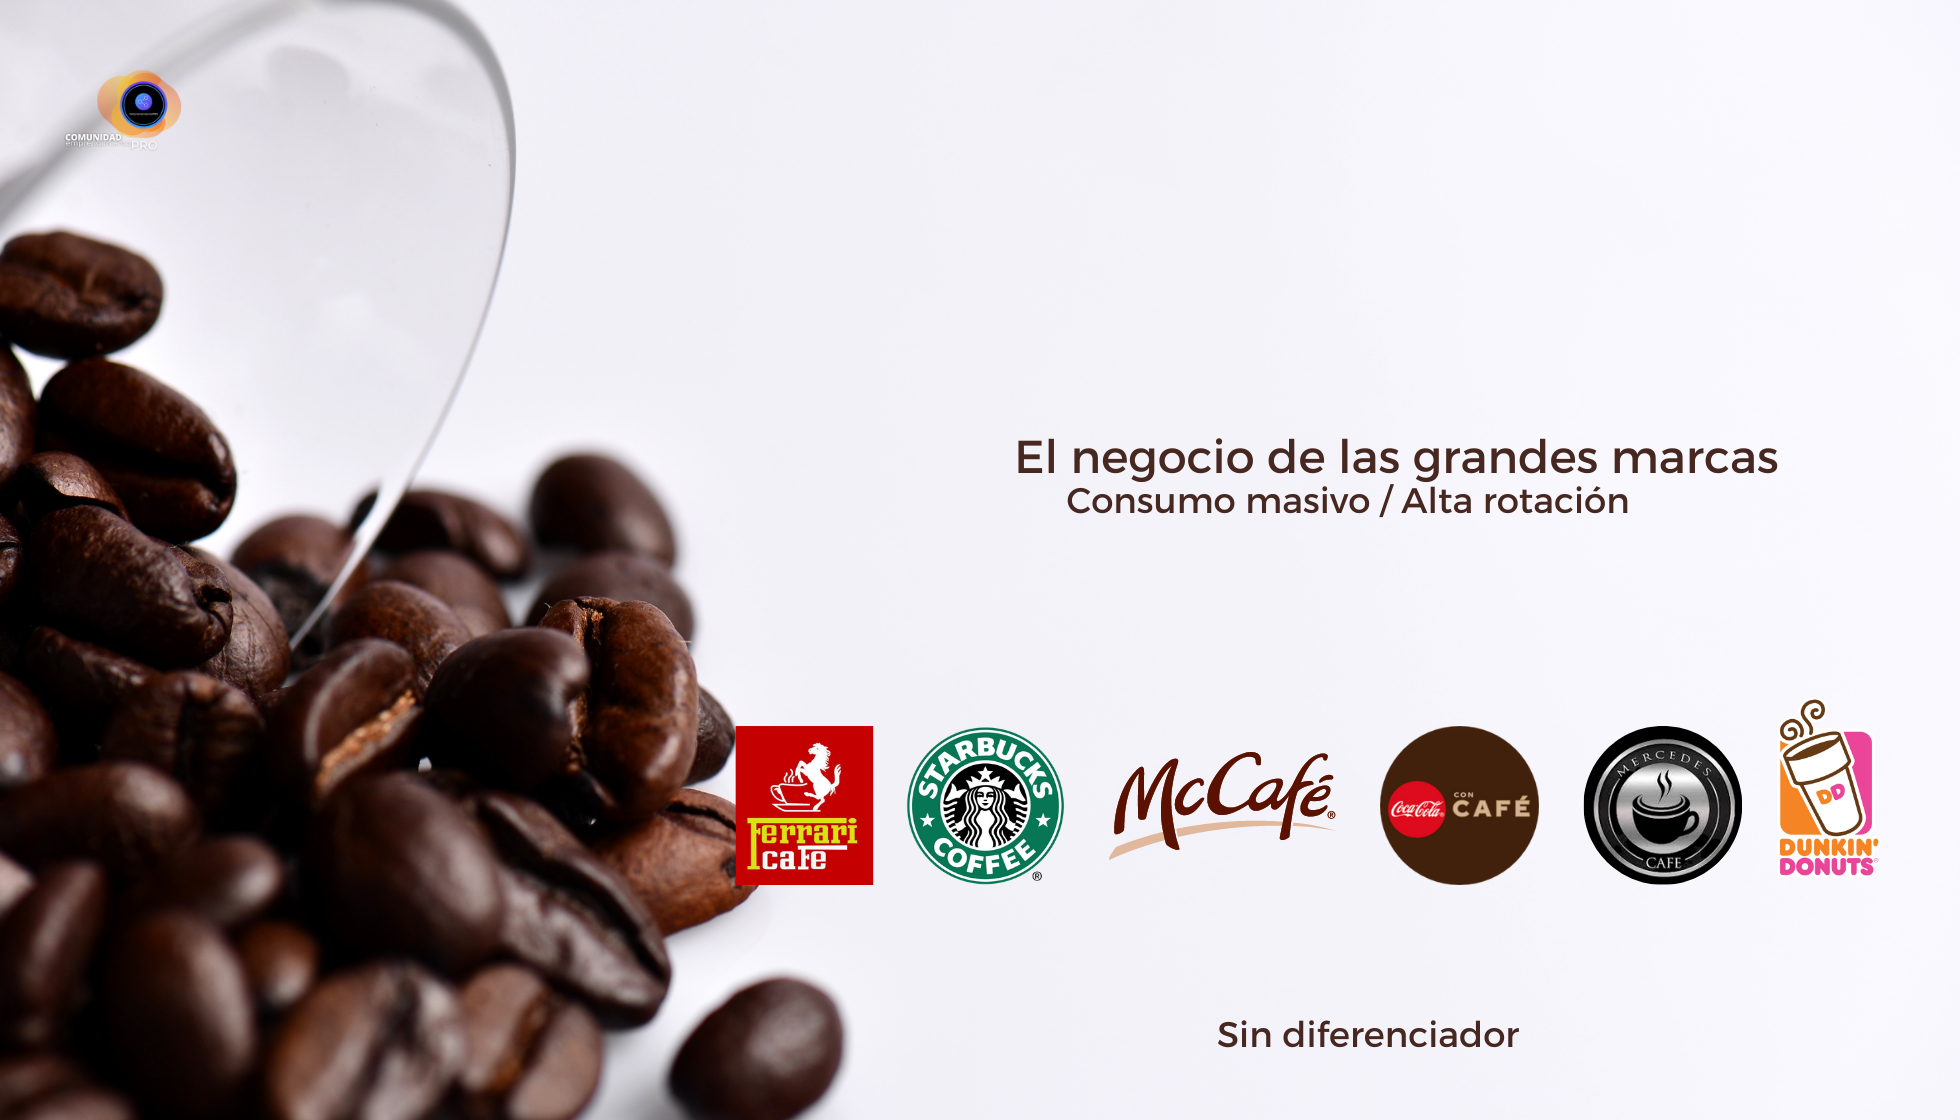 COMUNIDAD
PRO
El negocio de las grandes marcas
Consumo masivo / Alta rotación
Ferrari
café
STARBUCKS
COFFEE
®
McCafé®
Coca-Cola
CON
CAFÉ
MERCEDES
CAFE
DD
DUNKIN'
DONUTS®
Sin diferenciador